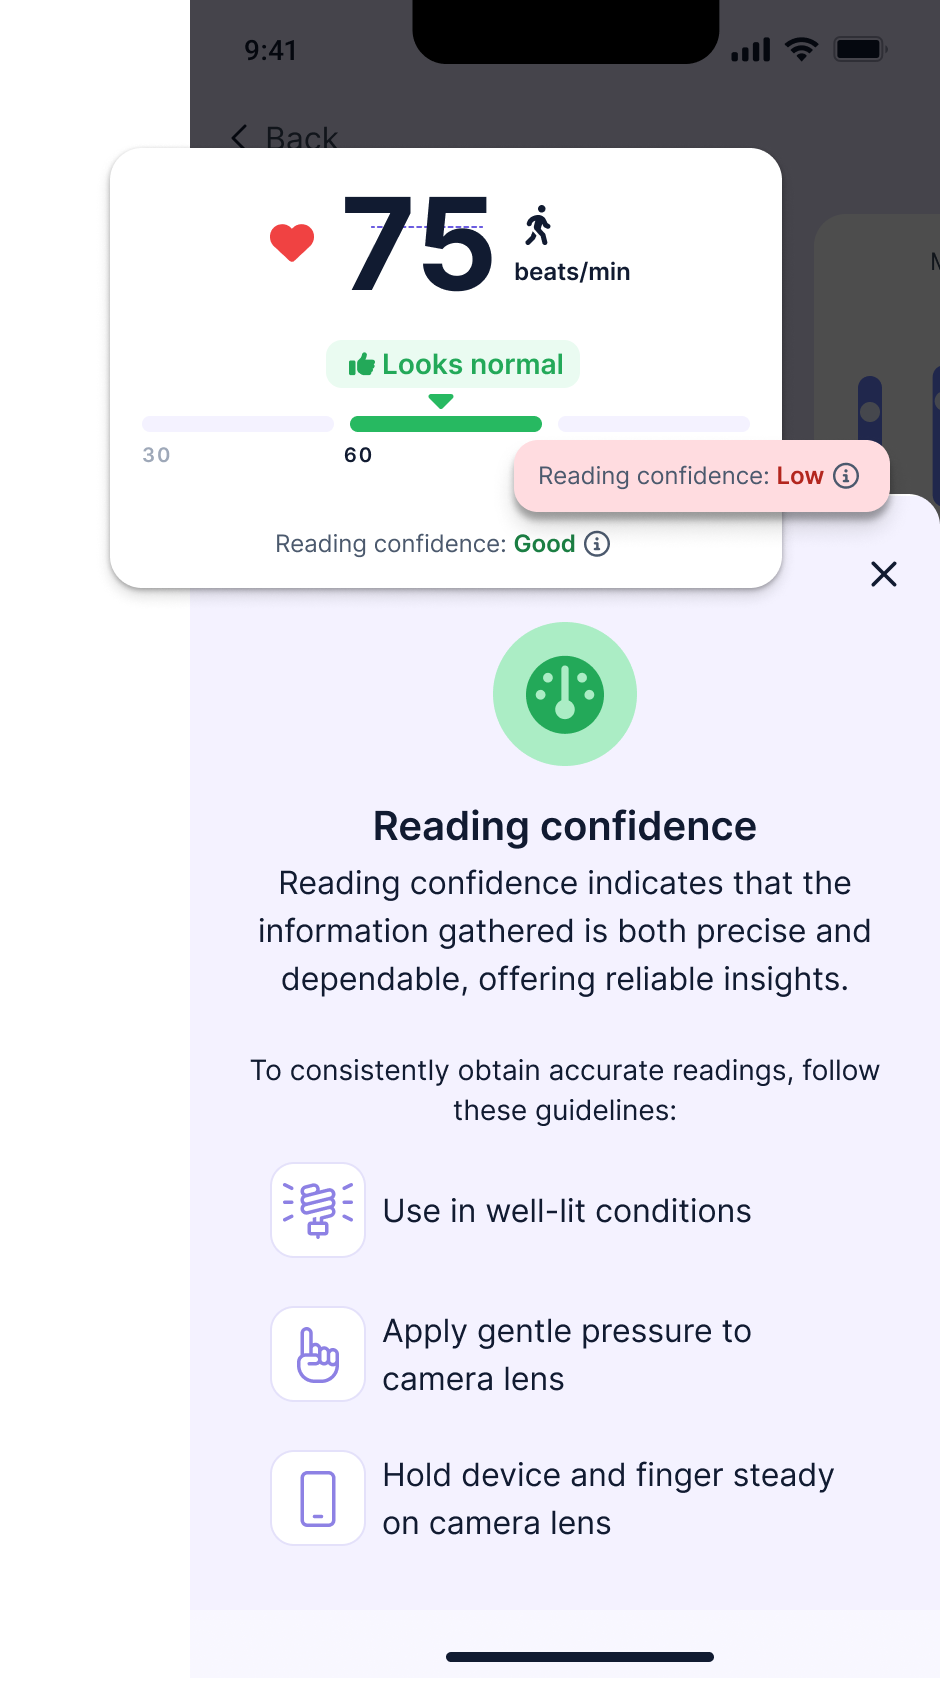 9:41
Back
M
75
beats/min
Looks normal
30
60
Reading confidence: Low
Reading confidence: Good
Reading confidence
Reading confidence indicates that the
information gathered is both precise and
dependable, offering reliable insights.
To consistently obtain accurate readings, follow
these guidelines:
Use in well-lit conditions
Apply gentle pressure to
camera lens
Hold device and finger steady
on camera lens